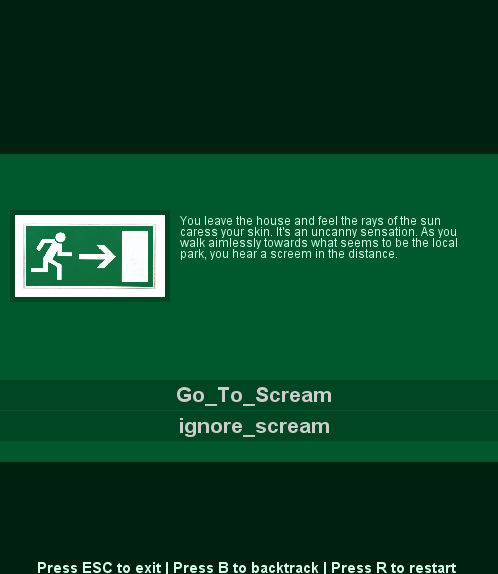 You leave the house and feel the rays of the sun
caress your skin. It's an uncanny sensation. As you
walk aimlessly towards what seems to be the local
park, you hear a screem in the distance.
Go_To_Scream
ignore_scream
Press ESC to exit | Press B to backtrack | Press R to restart